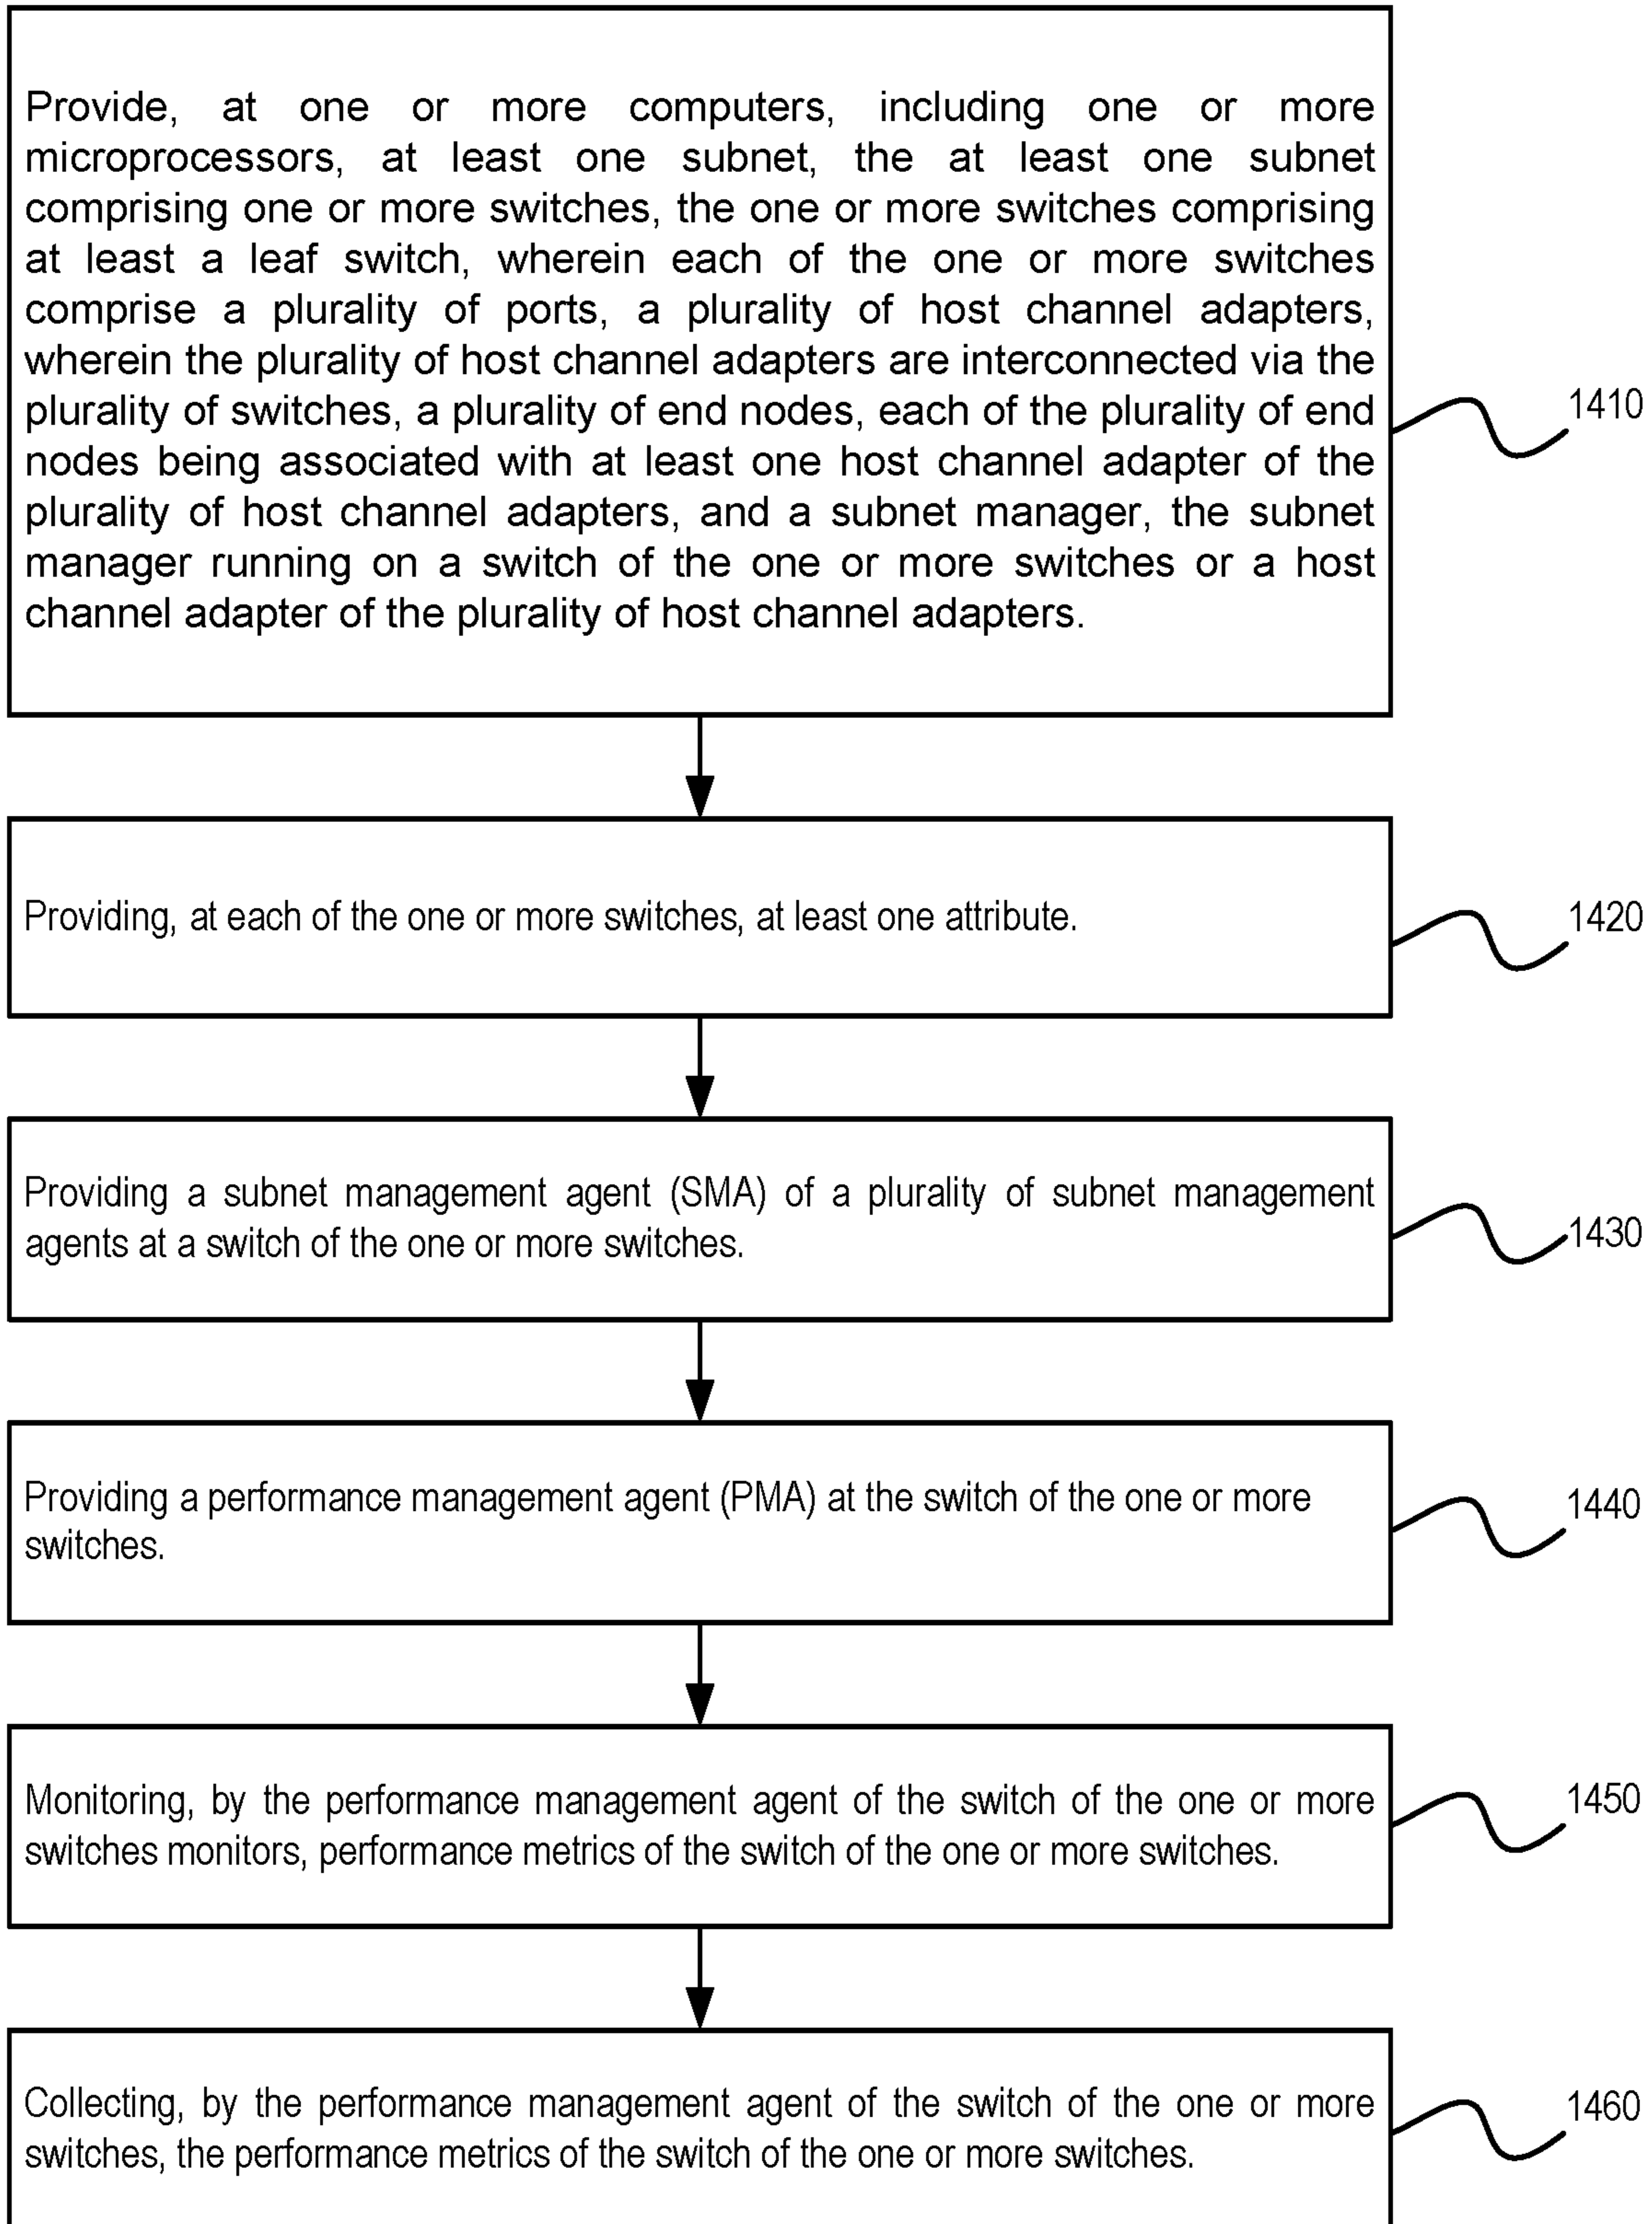 Provide, at one or more computers, including one or more
microprocessors, at least one subnet, the at least one subnet
comprising one or more switches, the one or more switches comprising
at least a leaf switch, wherein each of the one or more switches
comprise a plurality of ports, a plurality of host channel adapters,
wherein the plurality of host channel adapters are interconnected via the
plurality of switches, a plurality of end nodes, each of the plurality of end
nodes being associated with at least one host channel adapter of the
plurality of host channel adapters, and a subnet manager, the subnet
manager running on a switch of the one or more switches or a host
channel adapter of the plurality of host channel adapters.
1410
Providing, at each of the one or more switches, at least one attribute.
1420
Providing a subnet management agent (SMA) of a plurality of subnet management
agents at a switch of the one or more switches.
1430
Providing a performance management agent (PMA) at the switch of the one or more
switches.
1440
Monitoring, by the performance management agent of the switch of the one or more
switches monitors, performance metrics of the switch of the one or more switches.
1450
Collecting, by the performance management agent of the switch of the one or more
switches, the performance metrics of the switch of the one or more switches.
1460